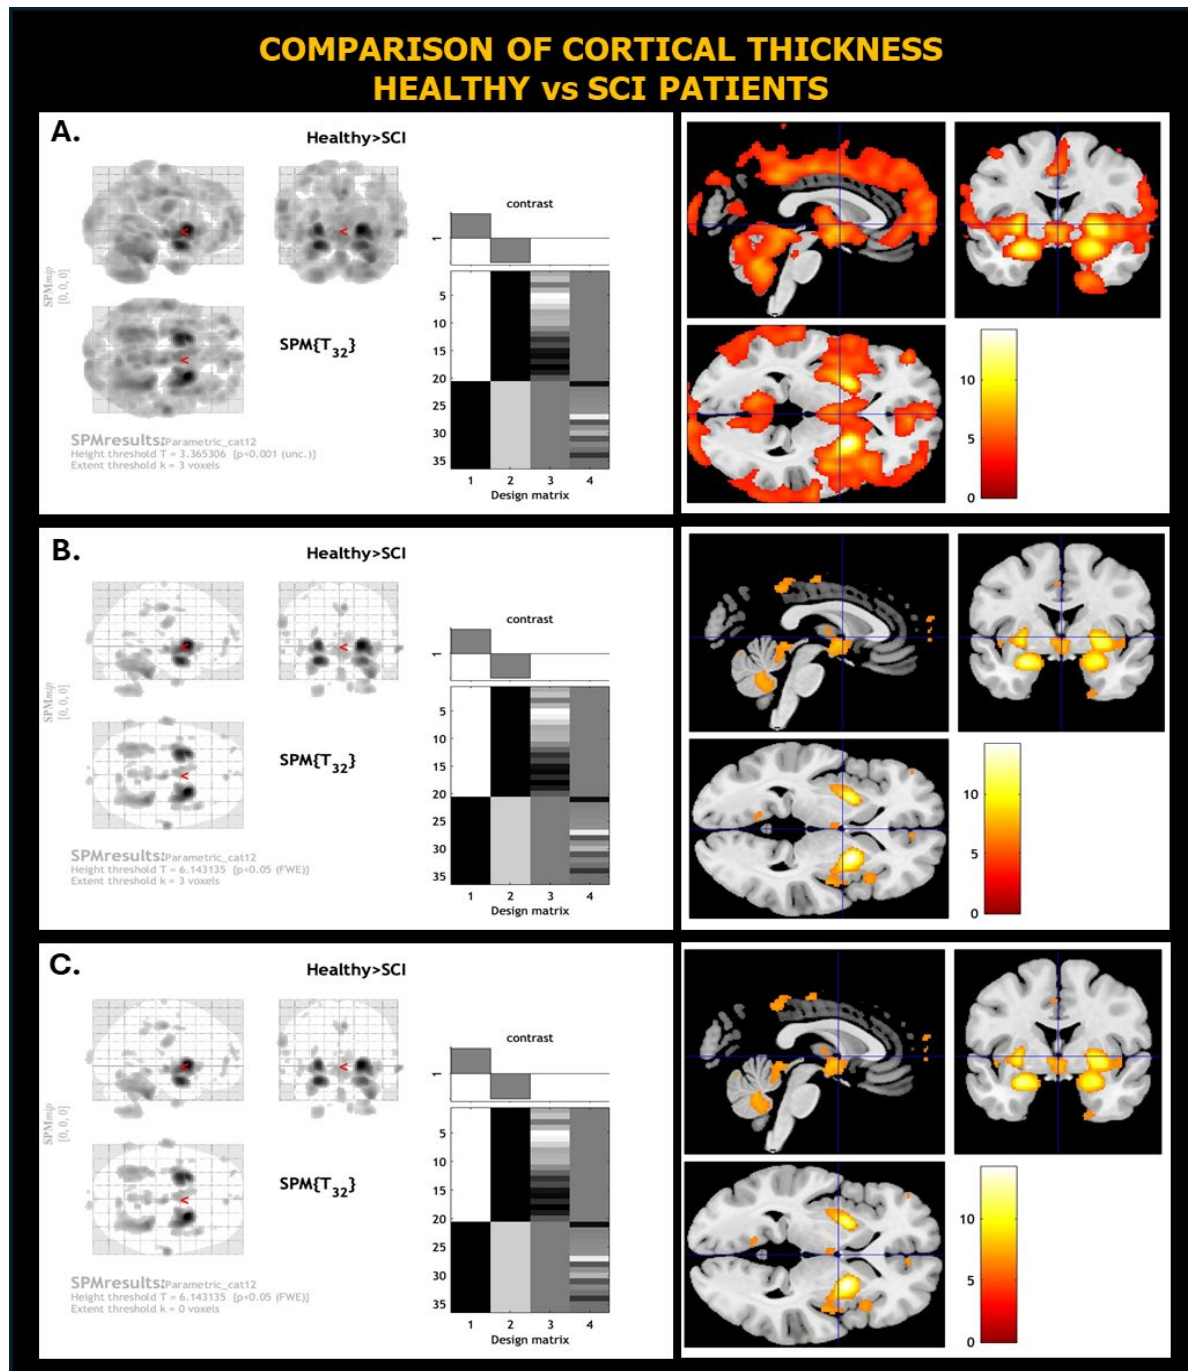 COMPARISON OF CORTICAL THICKNESS
HEALTHY vs SCI PATIENTS
A.
Healthy>SCI
contrast
1
SPMmip
[0, 0, 0]
<
<
<
SPM{T32}
5
10
15
20
25
30
35
1 2 3 4
Design matrix
SPMresults:Parametric_cat12
Height threshold T = 3.365306 {p<0.001 (unc.)}
Extent threshold k = 3 voxels
10
5
0
B.
Healthy>SCI
contrast
1
SPMmip
[0, 0, 0]
<
<
<
SPM{T32}
5
10
15
20
25
30
35
1 2 3 4
Design matrix
SPMresults:Parametric_cat12
Height threshold T = 6.143135 {p<0.05 (FWE)}
Extent threshold k = 3 voxels
10
5
0
C.
Healthy>SCI
contrast
1
SPMmip
[0, 0, 0]
<
<
<
SPM{T32}
5
10
15
20
25
30
35
1 2 3 4
Design matrix
SPMresults:Parametric_cat12
Height threshold T = 6.143135 {p<0.05 (FWE)}
Extent threshold k = 0 voxels
10
5
0